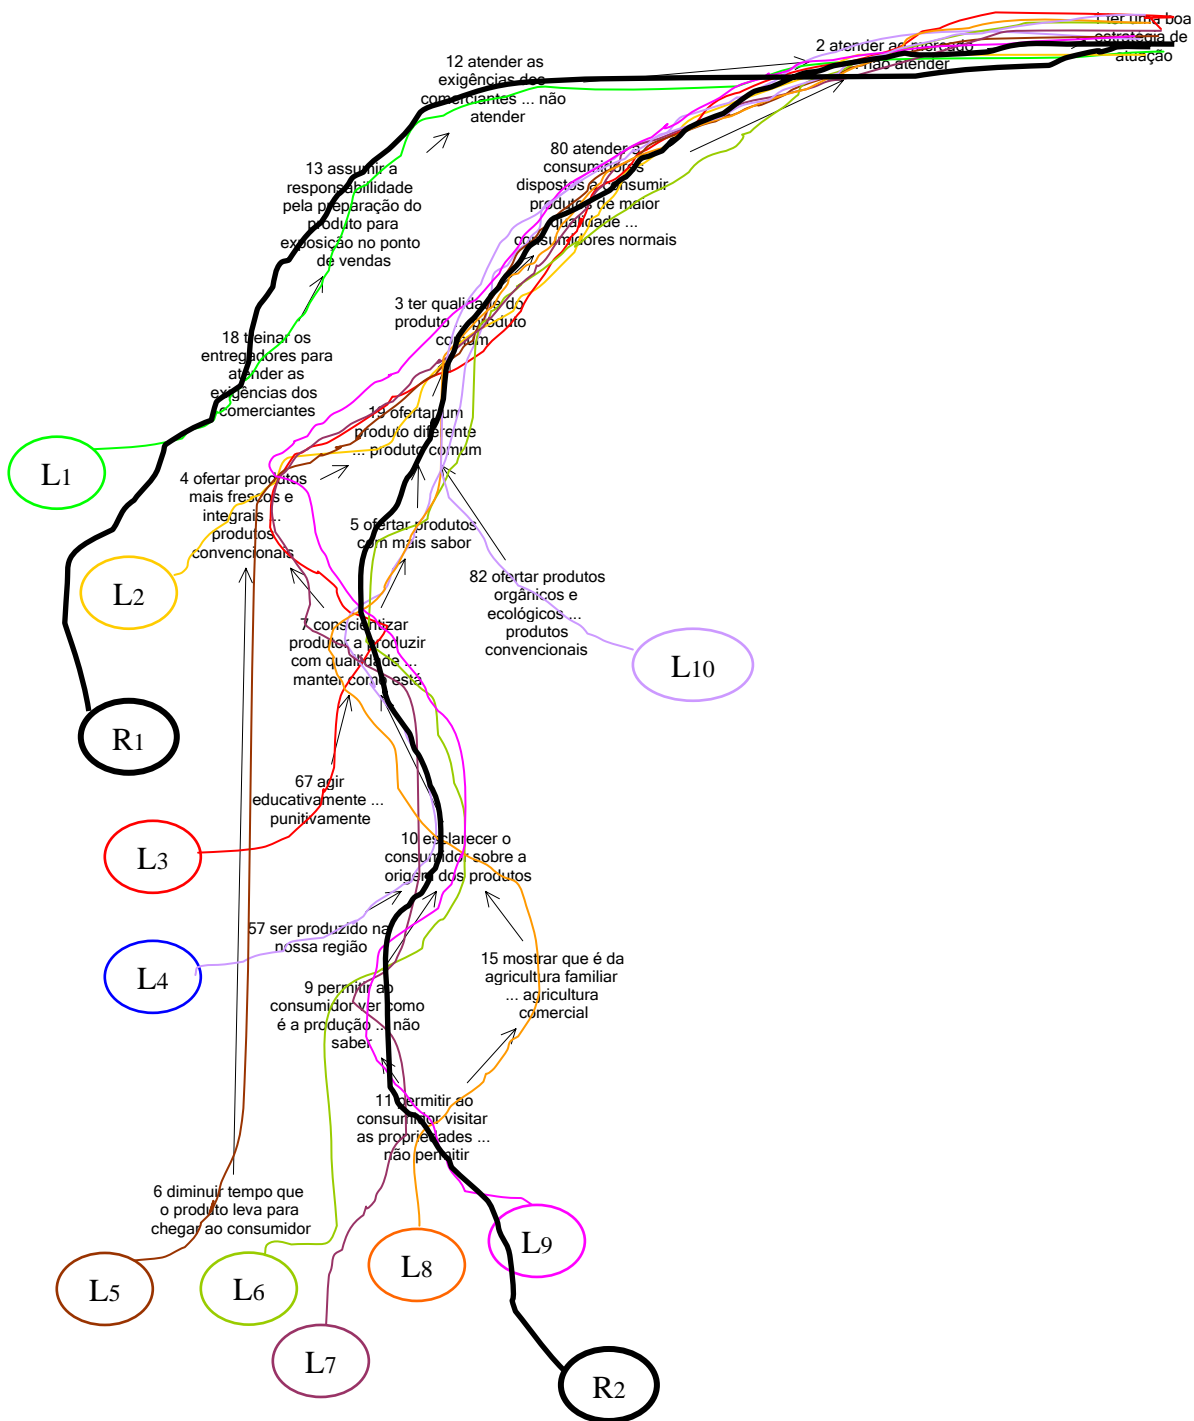 1 ter uma boa
estratégia de
atuação
2 atender ao mercado
... não atender
12 atender as
exigências dos
comerciantes ... não
atender
80 atender a
consumidores
dispostos a consumir
produtos de maior
qualidade ...
consumidores normais
13 assumir a
responsabillidade
pela preparação do
produto para
exposição no ponto
de vendas
3 ter qualidade do
produto ... produto
comum
18 treinar os
entregadores para
atender as
exigências dos
comerciantes
19 ofertar um
produto diferente
... produto comum
L1
4 ofertar produtos
mais frescos e
integrais ...
produtos
convencionais
5 ofertar produtos
com mais sabor
L2
82 ofertar produtos
orgânicos e
ecológicos ...
produtos
convencionais
7 conscientizar
produtor a produzir
com qualidade ...
manter como está
L10
R1
67 agir
educativamente ...
punitivamente
L3
10 esclarecer o
consumidor sobre a
origem dos produtos
57 ser produzido na
nossa região
L4
15 mostrar que é da
agricultura familiar
... agricultura
comercial
9 permitir ao
consumidor ver como
é a produção ... não
saber
11 permitir ao
consumidor visitar
as propriedades ...
não permitir
6 diminuir tempo que
o produto leva para
chegar ao consumidor
L9
L8
L5
L6
L7
R2